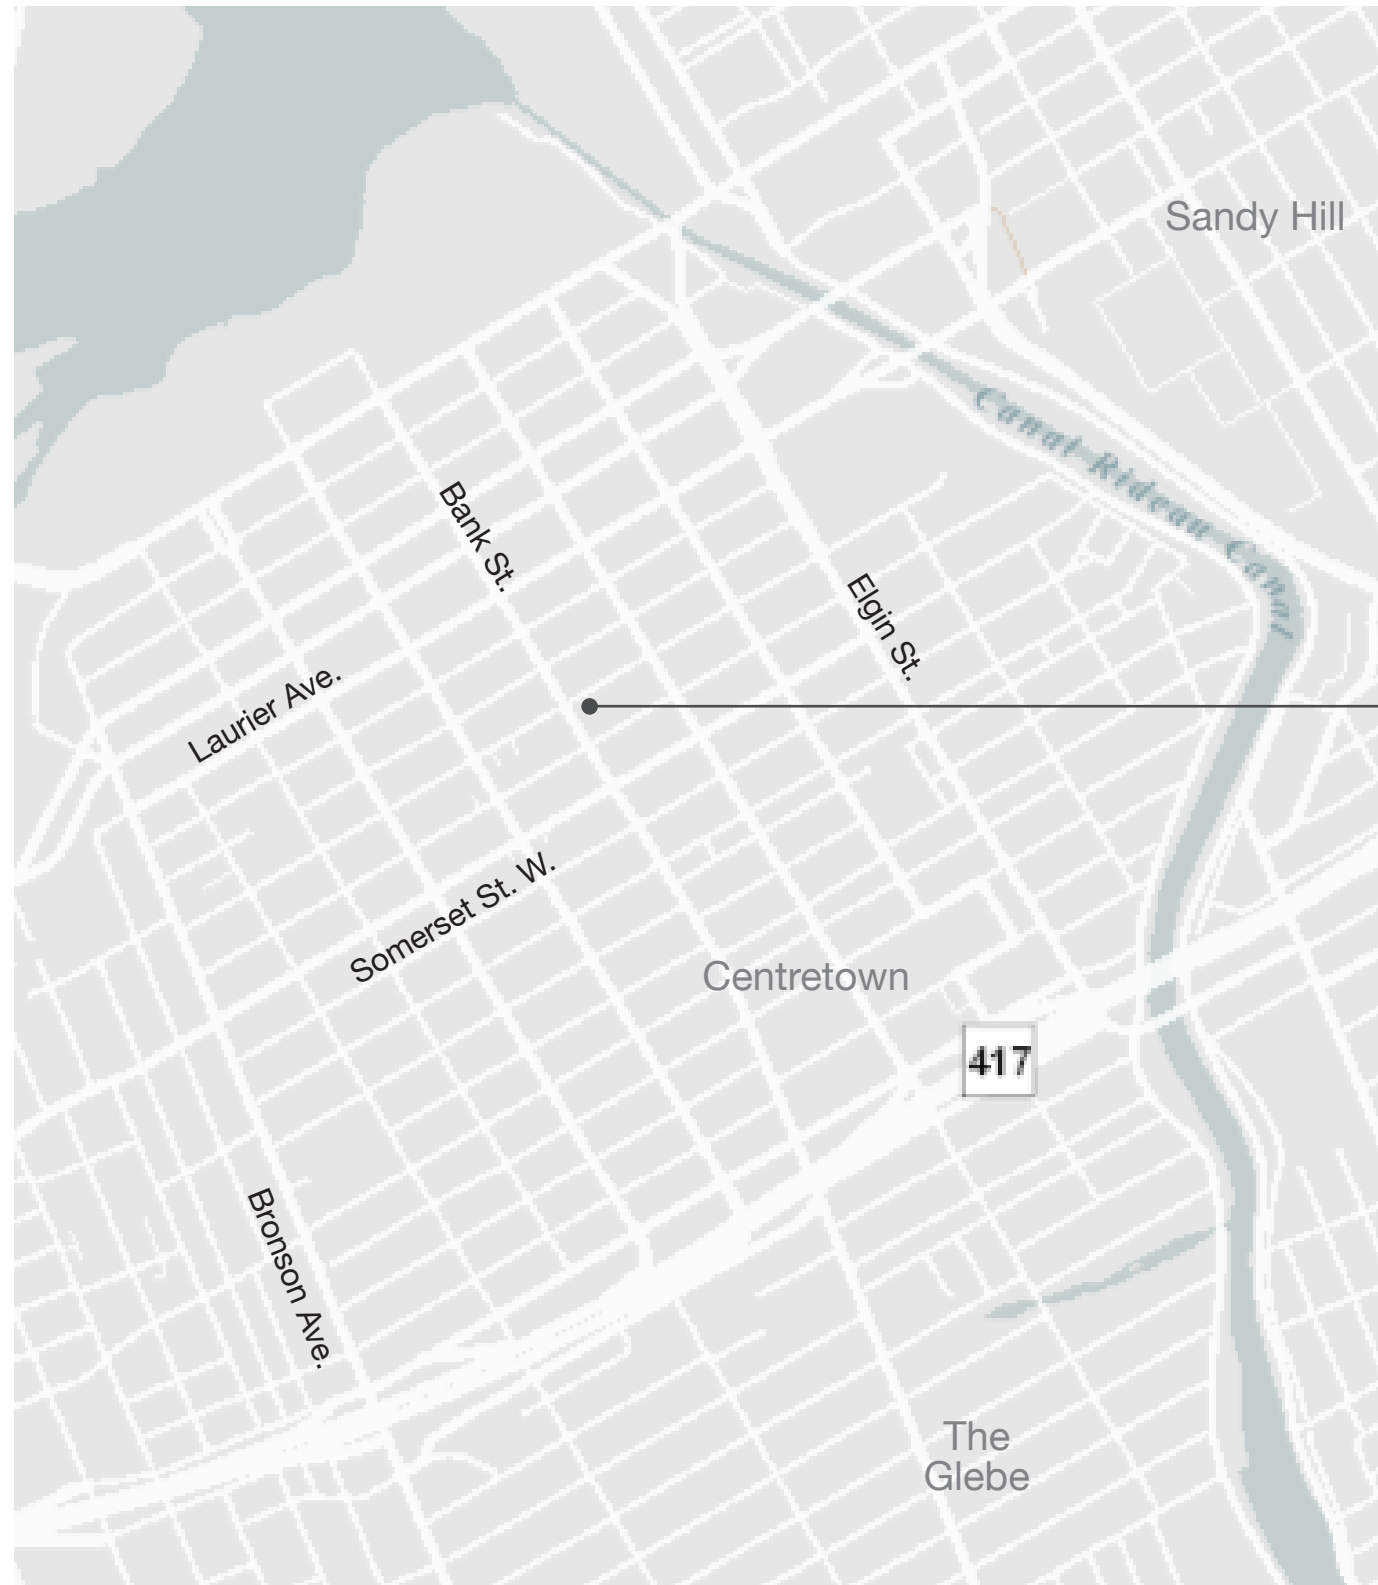 Sandy Hill
Canal Rideau Canal
Bank St.
Elgin St.
Laurier Ave.
Somerset St. W.
Centretown
417
Bronson Ave.
The
Glebe